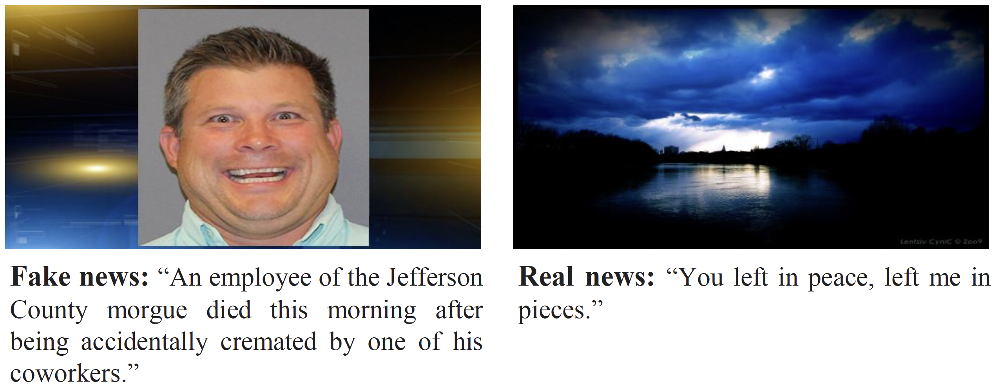 Lentziu CyniC © 2009
Fake news: “An employee of the Jefferson
County morgue died this morning after
being accidentally cremated by one of his
coworkers.”
Real news: “You left in peace, left me in
pieces.”